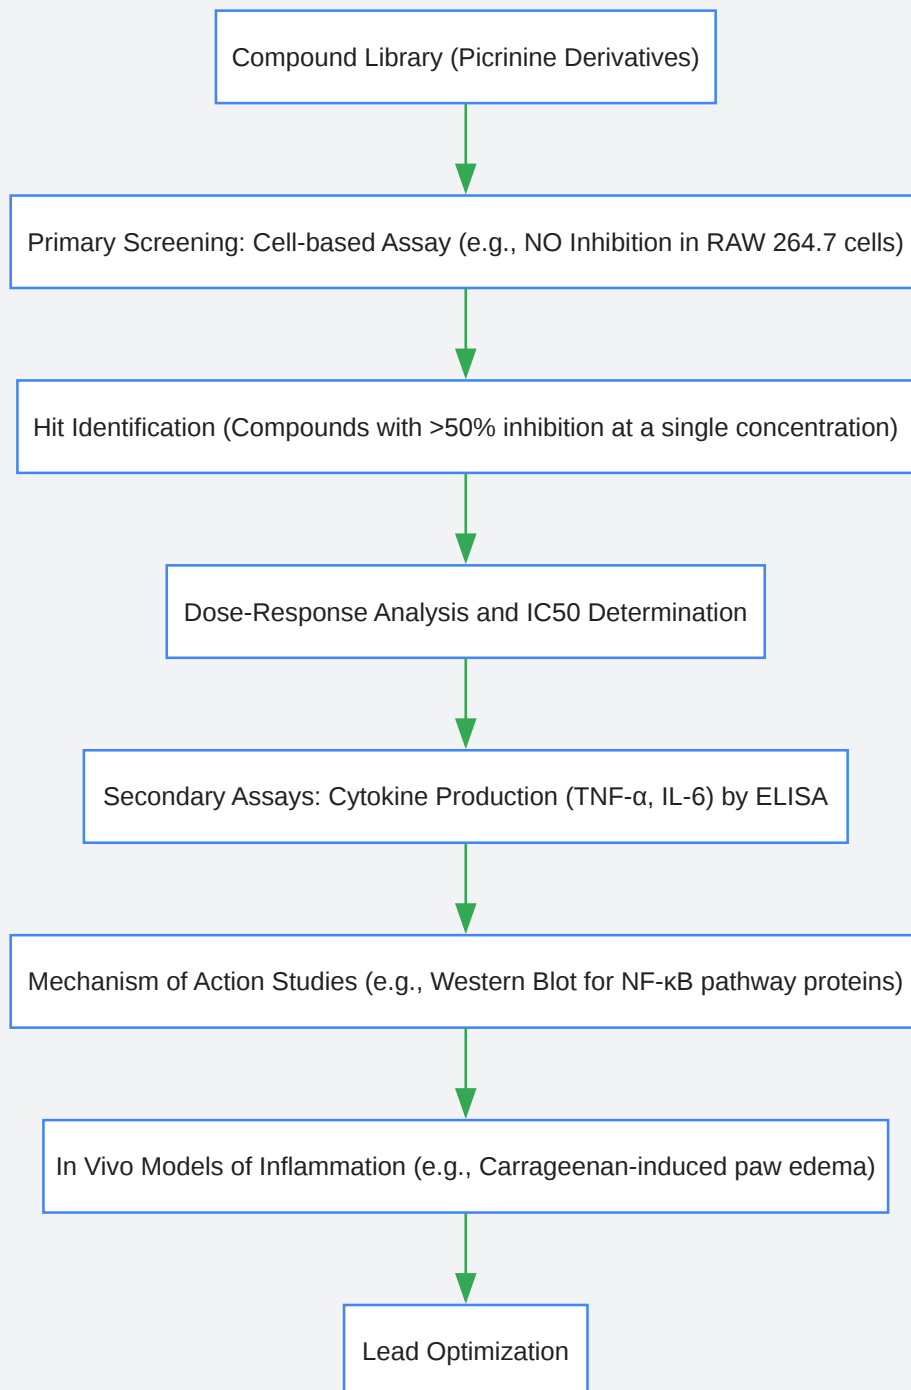 Compound Library (Picrinine Derivatives)
Primary Screening: Cell-based Assay (e.g., NO Inhibition in RAW 264.7 cells)
Hit Identification (Compounds with >50% inhibition at a single concentration)
Dose-Response Analysis and IC50 Determination
Secondary Assays: Cytokine Production (TNF-α, IL-6) by ELISA
Mechanism of Action Studies (e.g., Western Blot for NF-κB pathway proteins)
In Vivo Models of Inflammation (e.g., Carrageenan-induced paw edema)
Lead Optimization